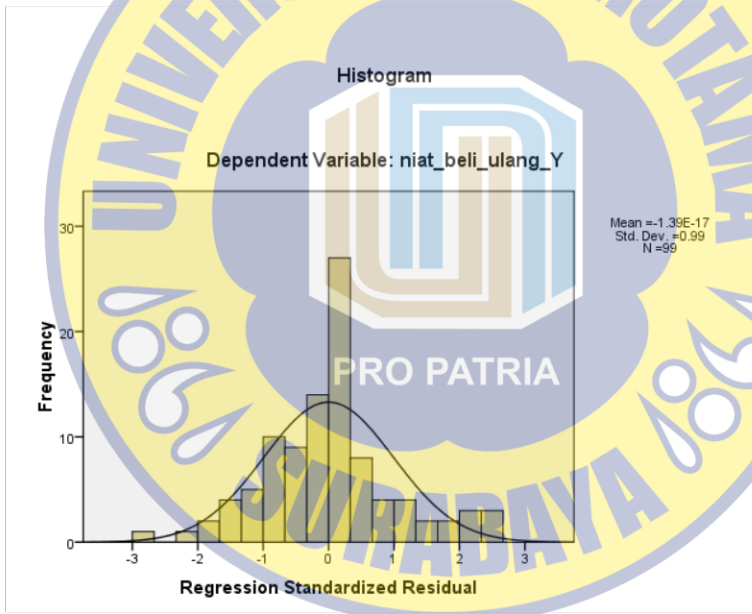 Histogram
Dependent Variable: niat_beli_ulang_Y
Mean =-1.39E-17
Std. Dev. =0.99
N =99
Frequency
30
20
10
0
-3 -2 -1 0 1 2 3
Regression Standardized Residual
PRO PATRIA
SURABAYA